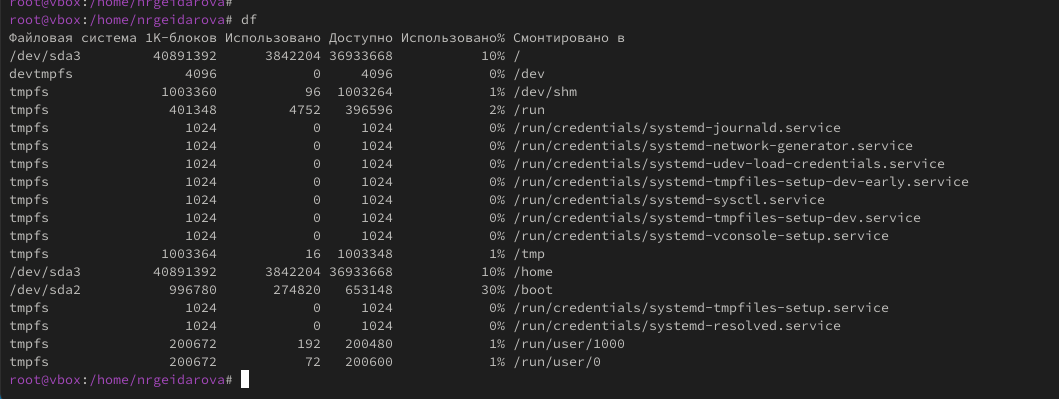 root@vbox:/home/nrgeidarova#
root@vbox:/home/nrgeidarova# df
Файловая система 1K-блоков Использовано Доступно Использовано% Смонтировано в
/dev/sda3         40891392      3842204 36933668           10% /
devtmpfs              4096            0     4096            0% /dev
tmpfs              1003360           96  1003264            1% /dev/shm
tmpfs               401348         4752   396596            2% /run
tmpfs                 1024            0     1024            0% /run/credentials/systemd-journald.service
tmpfs                 1024            0     1024            0% /run/credentials/systemd-network-generator.service
tmpfs                 1024            0     1024            0% /run/credentials/systemd-udev-load-credentials.service
tmpfs                 1024            0     1024            0% /run/credentials/systemd-tmpfiles-setup-dev-early.service
tmpfs                 1024            0     1024            0% /run/credentials/systemd-sysctl.service
tmpfs                 1024            0     1024            0% /run/credentials/systemd-tmpfiles-setup-dev.service
tmpfs                 1024            0     1024            0% /run/credentials/systemd-vconsole-setup.service
tmpfs              1003364           16  1003348            1% /tmp
/dev/sda3         40891392      3842204 36933668           10% /home
/dev/sda2           996780       274820   653148           30% /boot
tmpfs                 1024            0     1024            0% /run/credentials/systemd-tmpfiles-setup.service
tmpfs                 1024            0     1024            0% /run/credentials/systemd-resolved.service
tmpfs               200672          192   200480            1% /run/user/1000
tmpfs               200672           72   200600            1% /run/user/0
root@vbox:/home/nrgeidarova#